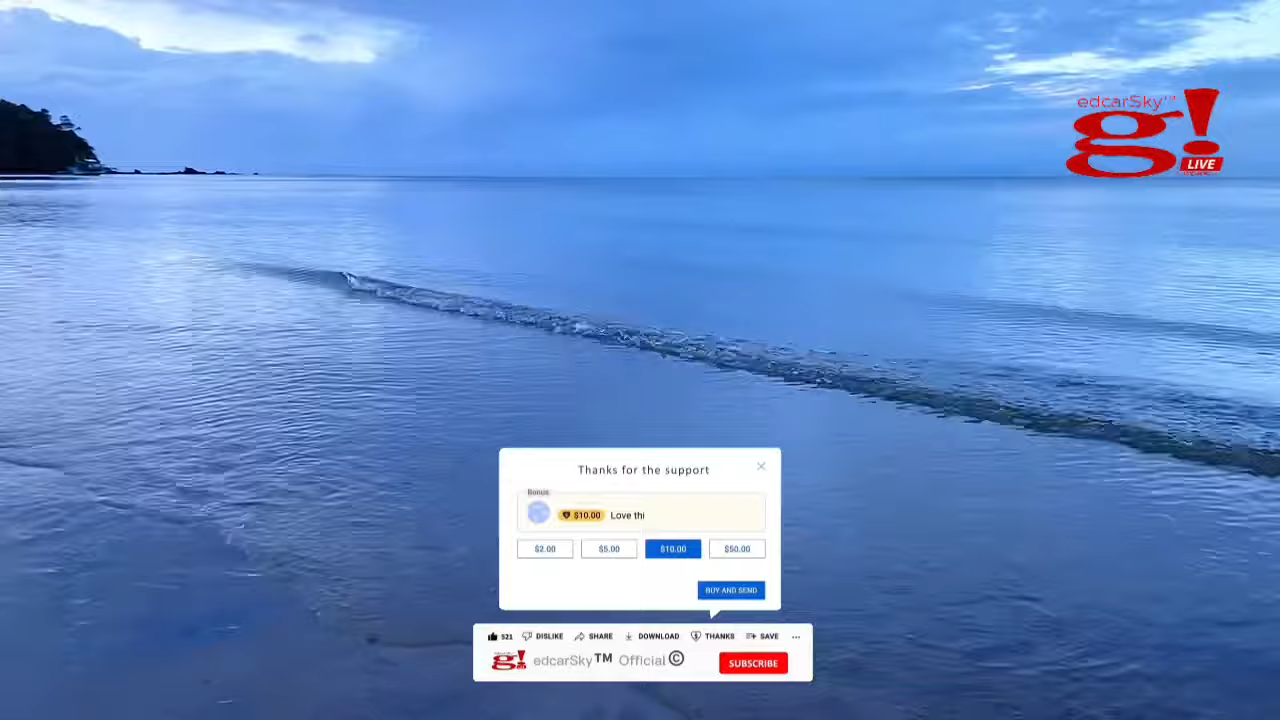 edcarSky™
g!
LIVE
Thanks for the support
Bonus
$10.00 Love thi
$2.00 $5.00 $10.00 $50.00
BUY AND SEND
521 DISLIKE SHARE DOWNLOAD THANKS SAVE ...
g! edcarSky™ Official ©
SUBSCRIBE